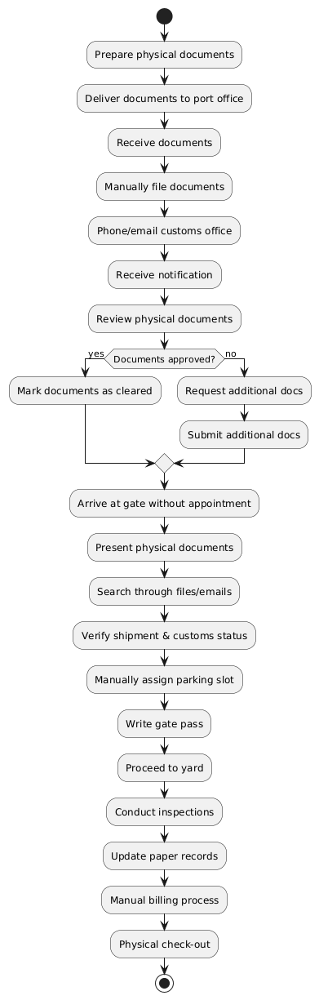 Prepare physical documents
Deliver documents to port office
Receive documents
Manually file documents
Phone/email customs office
Receive notification
Review physical documents
yes
Documents approved?
no
Mark documents as cleared
Request additional docs
Submit additional docs
Arrive at gate without appointment
Present physical documents
Search through files/emails
Verify shipment & customs status
Manually assign parking slot
Write gate pass
Proceed to yard
Conduct inspections
Update paper records
Manual billing process
Physical check-out